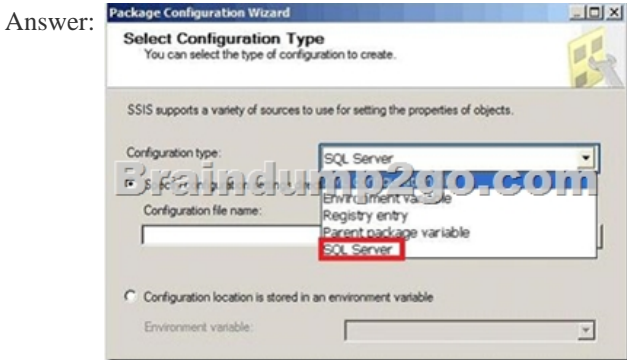 Answer:
Package Configuration Wizard
Select Configuration Type
You can select the type of configuration to create.
SSIS supports a variety of sources to use for setting the properties of objects.
Configuration type:
SQL Server
Braindump2go.com
Environment variable
Registry entry
Parent package variable
SQL Server
Configuration file name:
Configuration location is stored in an environment variable
Environment variable: